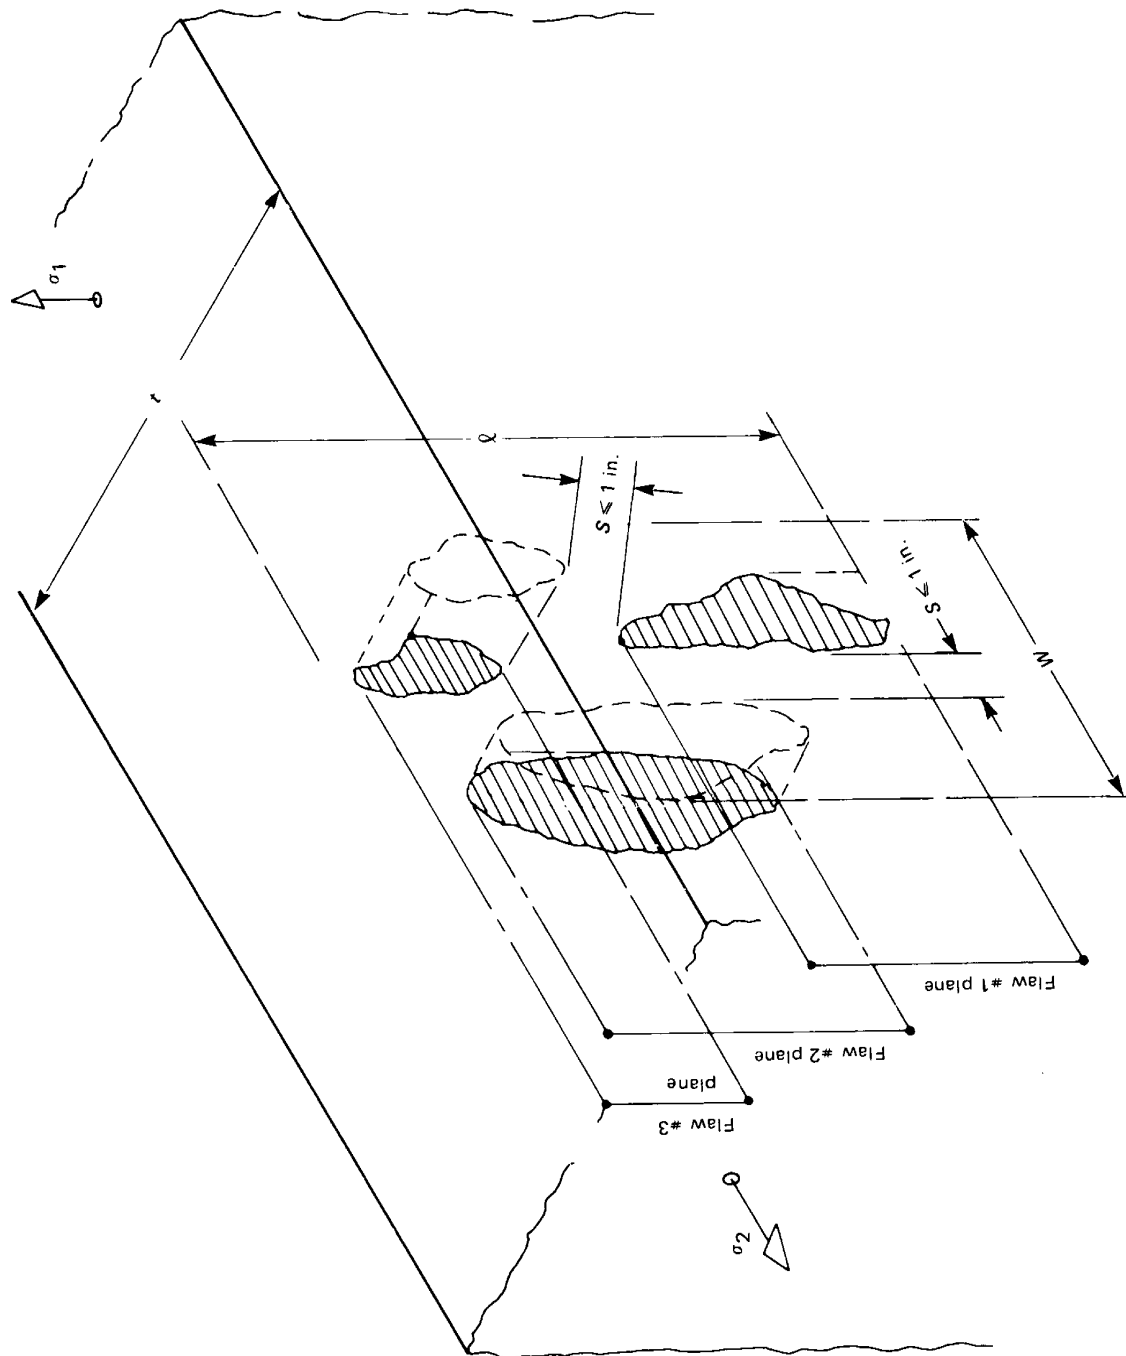 σ1
t
ℓ
S ⩽ 1 in.
S ⩽ 1 in.
W
Flaw #1 plane
Flaw #2 plane
Flaw #3
plane
σ2